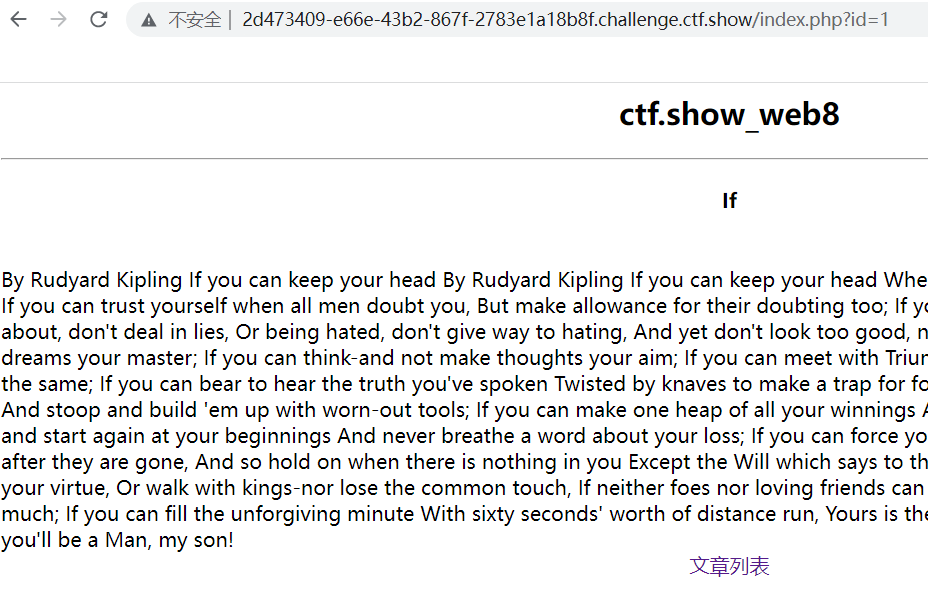 不安全 | 2d473409-e66e-43b2-867f-2783e1a18b8f.challenge.ctf.show/index.php?id=1
ctf.show_web8
If
By Rudyard Kipling If you can keep your head By Rudyard Kipling If you can keep your head
If you can trust yourself when all men doubt you, But make allowance for their doubting too; If
about, don't deal in lies, Or being hated, don't give way to hating, And yet don't look too good,
dreams your master; If you can think-and not make thoughts your aim; If you can meet with
the same; If you can bear to hear the truth you've spoken Twisted by knaves to make a trap for
And stoop and build 'em up with worn-out tools; If you can make one heap of all your winnings
and start again at your beginnings And never breathe a word about your loss; If you can force
after they are gone, And so hold on when there is nothing in you Except the Will which says to
your virtue, Or walk with kings-nor lose the common touch, If neither foes nor loving friends can
much; If you can fill the unforgiving minute With sixty seconds' worth of distance run, Yours is
you'll be a Man, my son!
文章列表